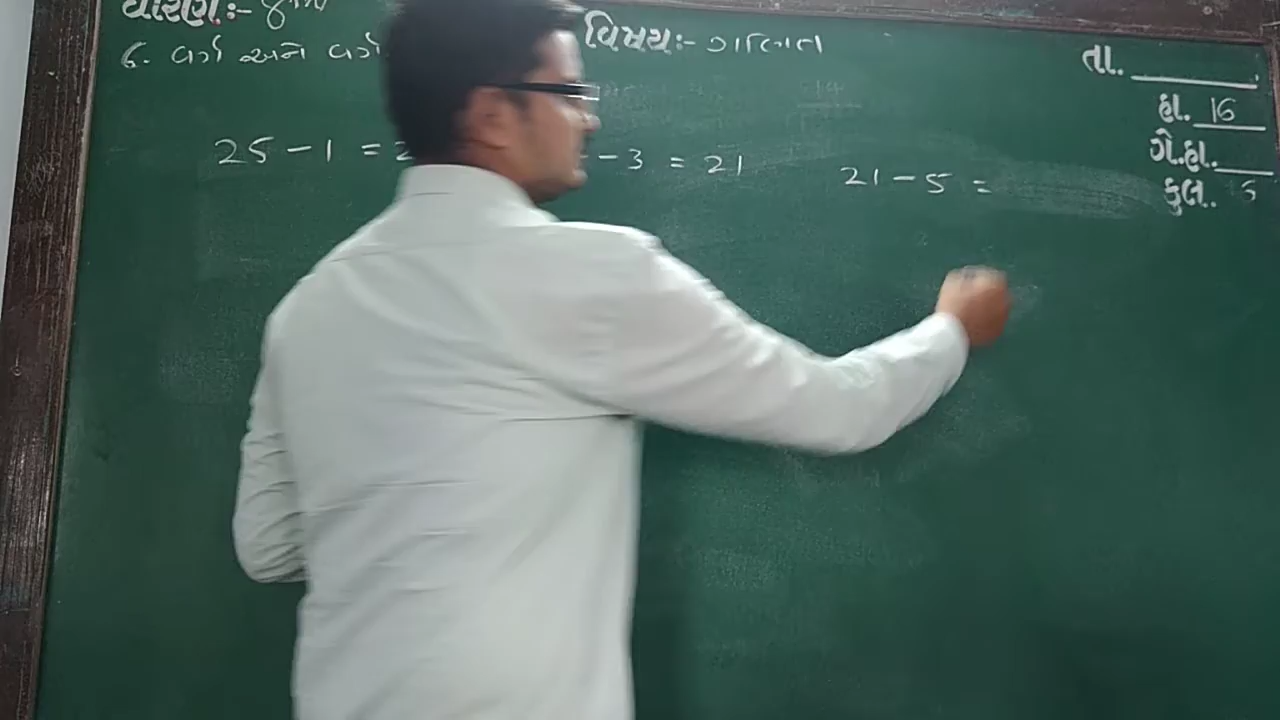 ધોરણ:-
વિષય:- ગણિત
6. વર્ગ અને વર્ગ
તા.
હા. 16
ગે.હા.
કુલ.
25 - 1 = 2
- 3 = 21
21 - 5 =